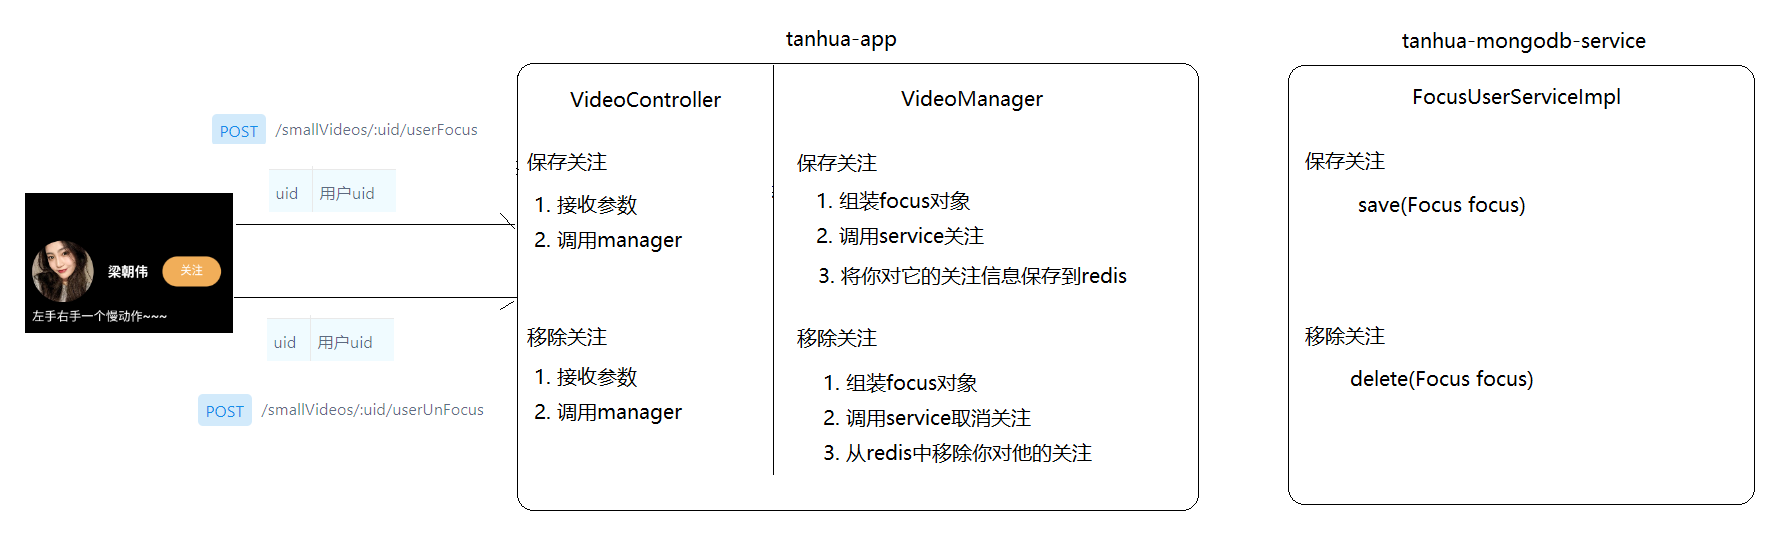 tanhua-app
tanhua-mongodb-service
VideoController
VideoManager
FocusUserServiceImpl
POST /smallVideos/:uid/userFocus
uid 用户uid
梁朝伟 关注
左手右手一个慢动作~~~
uid 用户uid
POST /smallVideos/:uid/userUnFocus
保存关注
1. 接收参数
2. 调用manager
移除关注
1. 接收参数
2. 调用manager
保存关注
1. 组装focus对象
2. 调用service关注
3. 将你对它的关注信息保存到redis
移除关注
1. 组装focus对象
2. 调用service取消关注
3. 从redis中移除你对他的关注
保存关注
save(Focus focus)
移除关注
delete(Focus focus)